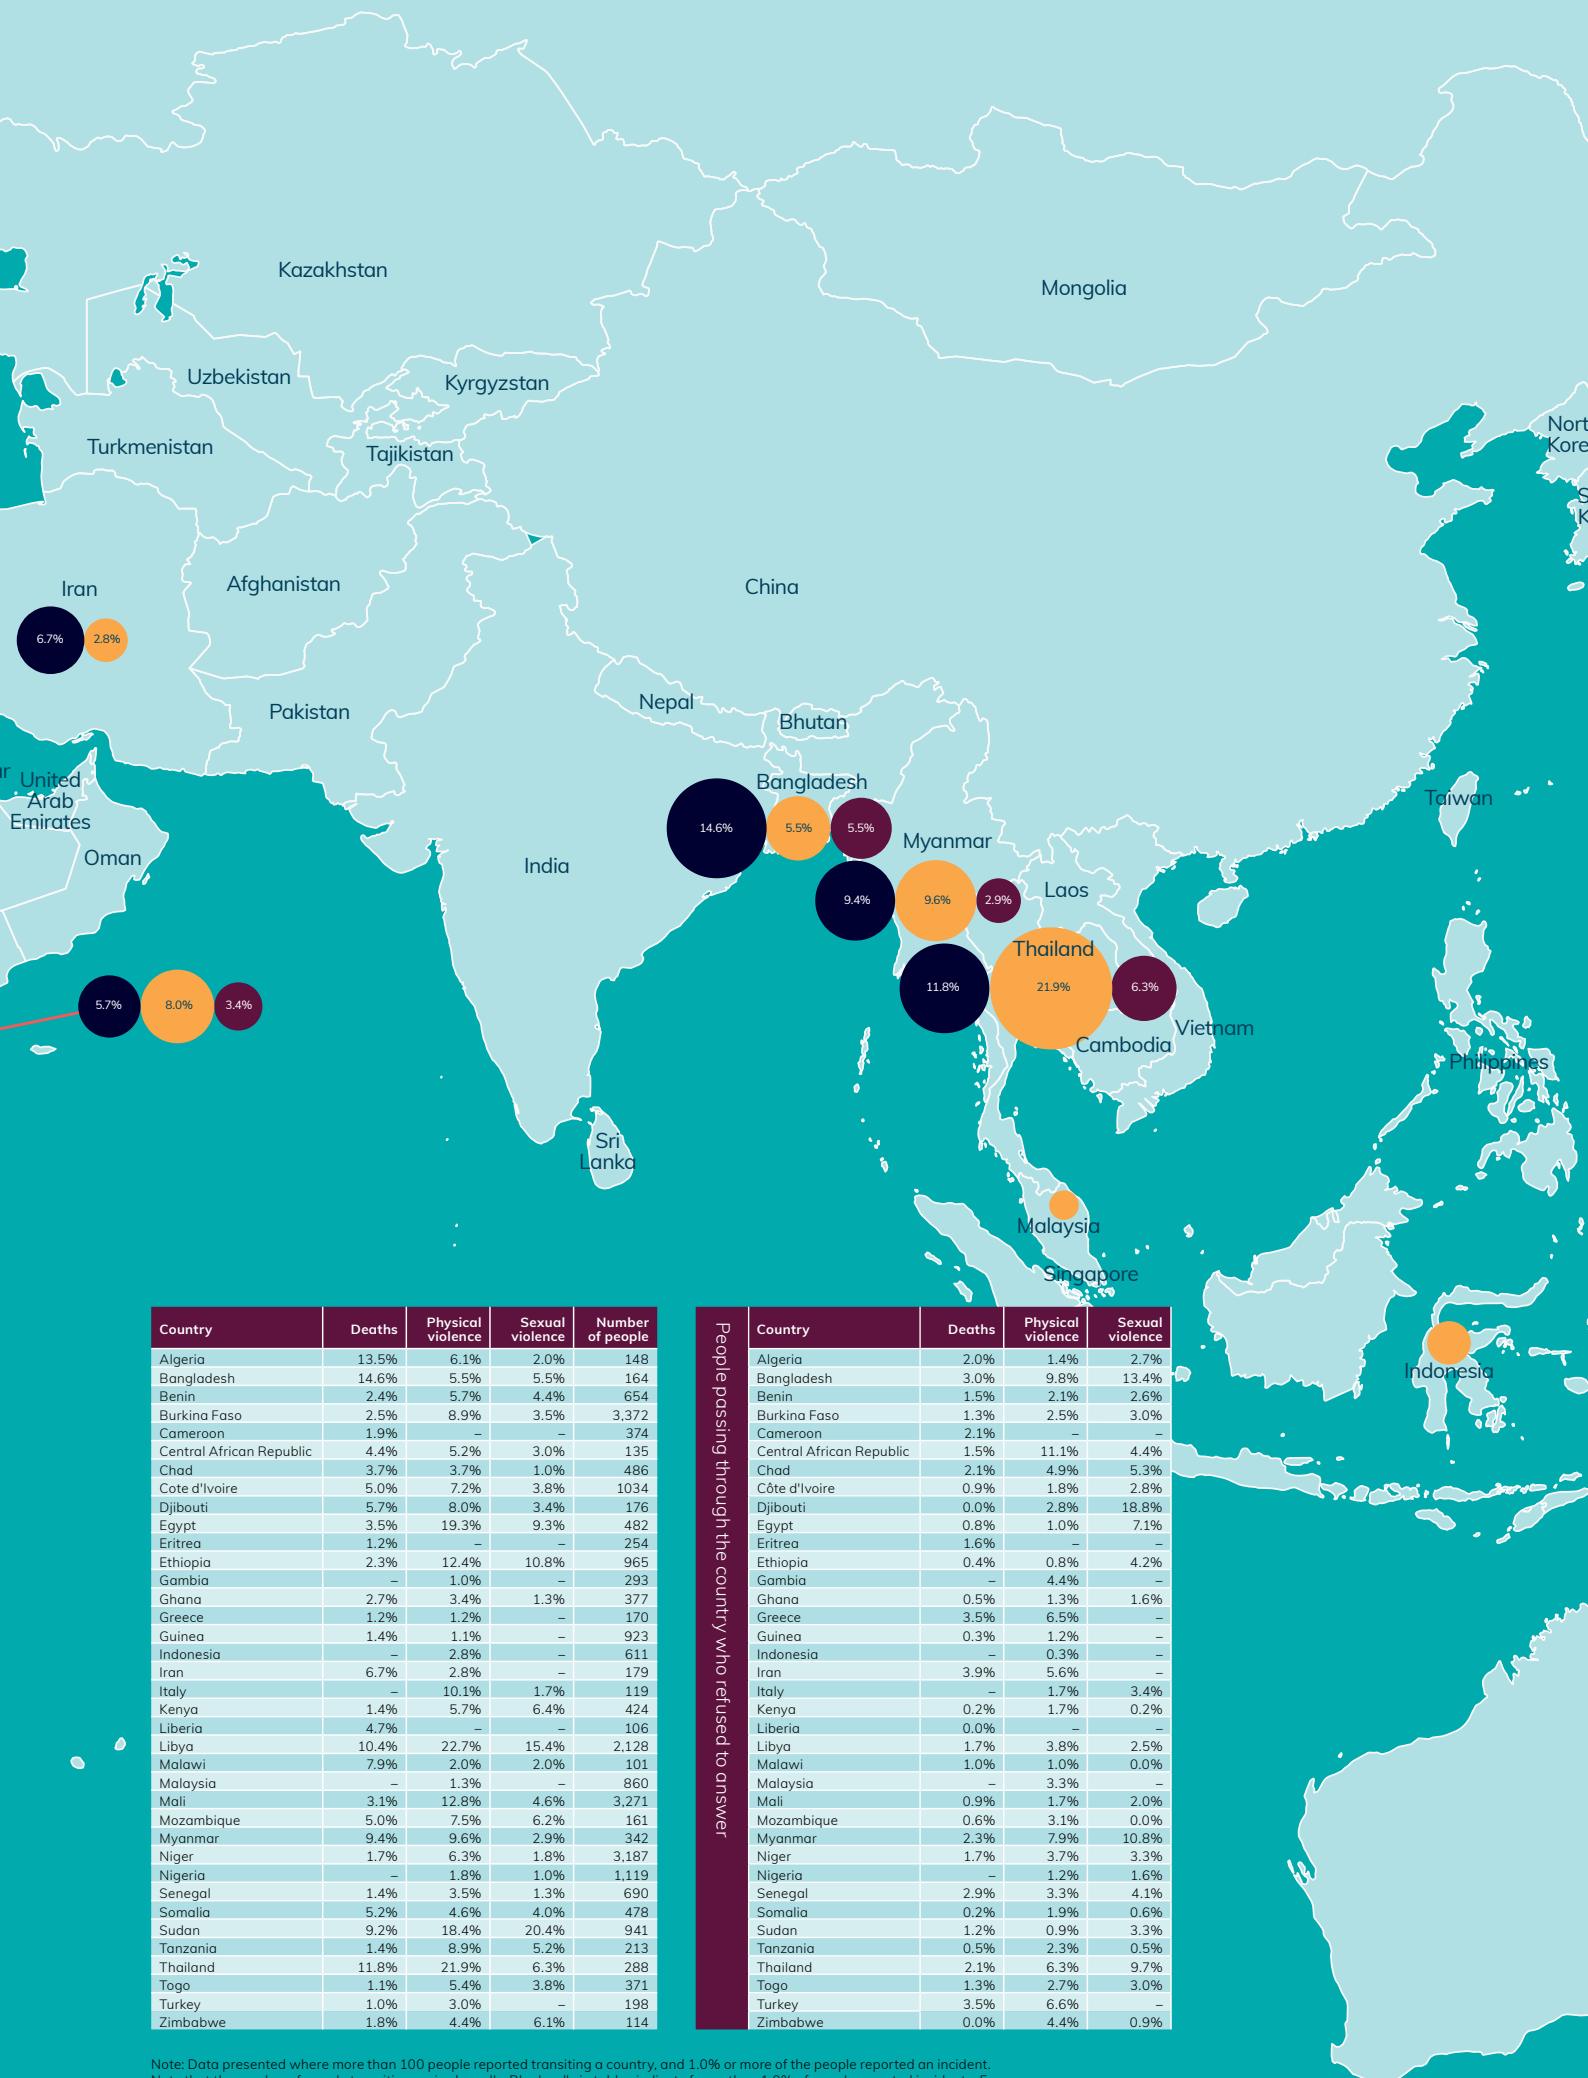 Kazakhstan
Mongolia
Uzbekistan
Kyrgyzstan
Turkmenistan
Tajikistan
Nort
Kore
S
K
Iran
Afghanistan
China
6.7% 2.8%
Pakistan
Nepal
Bhutan
United
Arab
Emirates
Bangladesh
Taiwan
14.6% 5.5% 5.5%
Myanmar
Oman
India
Laos
9.4% 9.6% 2.9%
Thailand
11.8% 21.9% 6.3%
5.7% 8.0% 3.4%
Vietnam
Cambodia
Philippines
Sri
Lanka
Malaysia
Singapore
Indonesia
Country Deaths Physical violence Sexual violence Number of people
Algeria 13.5% 6.1% 2.0% 148
Bangladesh 14.6% 5.5% 5.5% 164
Benin 2.4% 5.7% 4.4% 654
Burkina Faso 2.5% 8.9% 3.5% 3,372
Cameroon 1.9% – – 374
Central African Republic 4.4% 5.2% 3.0% 135
Chad 3.7% 3.7% 1.0% 486
Cote d'Ivoire 5.0% 7.2% 3.8% 1034
Djibouti 5.7% 8.0% 3.4% 176
Egypt 3.5% 19.3% 9.3% 482
Eritrea 1.2% – – 254
Ethiopia 2.3% 12.4% 10.8% 965
Gambia – 1.0% – 293
Ghana 2.7% 3.4% 1.3% 377
Greece 1.2% 1.2% – 170
Guinea 1.4% 1.1% – 923
Indonesia – 2.8% – 611
Iran 6.7% 2.8% – 179
Italy – 10.1% 1.7% 119
Kenya 1.4% 5.7% 6.4% 424
Liberia 4.7% – – 106
Libya 10.4% 22.7% 15.4% 2,128
Malawi 7.9% 2.0% 2.0% 101
Malaysia – 1.3% – 860
Mali 3.1% 12.8% 4.6% 3,271
Mozambique 5.0% 7.5% 6.2% 161
Myanmar 9.4% 9.6% 2.9% 342
Niger 1.7% 6.3% 1.8% 3,187
Nigeria – 1.8% 1.0% 1,119
Senegal 1.4% 3.5% 1.3% 690
Somalia 5.2% 4.6% 4.0% 478
Sudan 9.2% 18.4% 20.4% 941
Tanzania 1.4% 8.9% 5.2% 213
Thailand 11.8% 21.9% 6.3% 288
Togo 1.1% 5.4% 3.8% 371
Turkey 1.0% 3.0% – 198
Zimbabwe 1.8% 4.4% 6.1% 114
People passing through the country who refused to answer
Country Deaths Physical violence Sexual violence
Algeria 2.0% 1.4% 2.7%
Bangladesh 3.0% 9.8% 13.4%
Benin 1.5% 2.1% 2.6%
Burkina Faso 1.3% 2.5% 3.0%
Cameroon 2.1% – –
Central African Republic 1.5% 11.1% 4.4%
Chad 2.1% 4.9% 5.3%
Côte d'Ivoire 0.9% 1.8% 2.8%
Djibouti 0.0% 2.8% 18.8%
Egypt 0.8% 1.0% 7.1%
Eritrea 1.6% – –
Ethiopia 0.4% 0.8% 4.2%
Gambia – 4.4% –
Ghana 0.5% 1.3% 1.6%
Greece 3.5% 6.5% –
Guinea 0.3% 1.2% –
Indonesia – 0.3% –
Iran 3.9% 5.6% –
Italy – 1.7% 3.4%
Kenya 0.2% 1.7% 0.2%
Liberia 0.0% – –
Libya 1.7% 3.8% 2.5%
Malawi 1.0% 1.0% 0.0%
Malaysia – 3.3% –
Mali 0.9% 1.7% 2.0%
Mozambique 0.6% 3.1% 0.0%
Myanmar 2.3% 7.9% 10.8%
Niger 1.7% 3.7% 3.3%
Nigeria – 1.2% 1.6%
Senegal 2.9% 3.3% 4.1%
Somalia 0.2% 1.9% 0.6%
Sudan 1.2% 0.9% 3.3%
Tanzania 0.5% 2.3% 0.5%
Thailand 2.1% 6.3% 9.7%
Togo 1.3% 2.7% 3.0%
Turkey 3.5% 6.6% –
Zimbabwe 0.0% 4.4% 0.9%
Note: Data presented where more than 100 people reported transiting a country, and 1.0% or more of the people reported an incident.